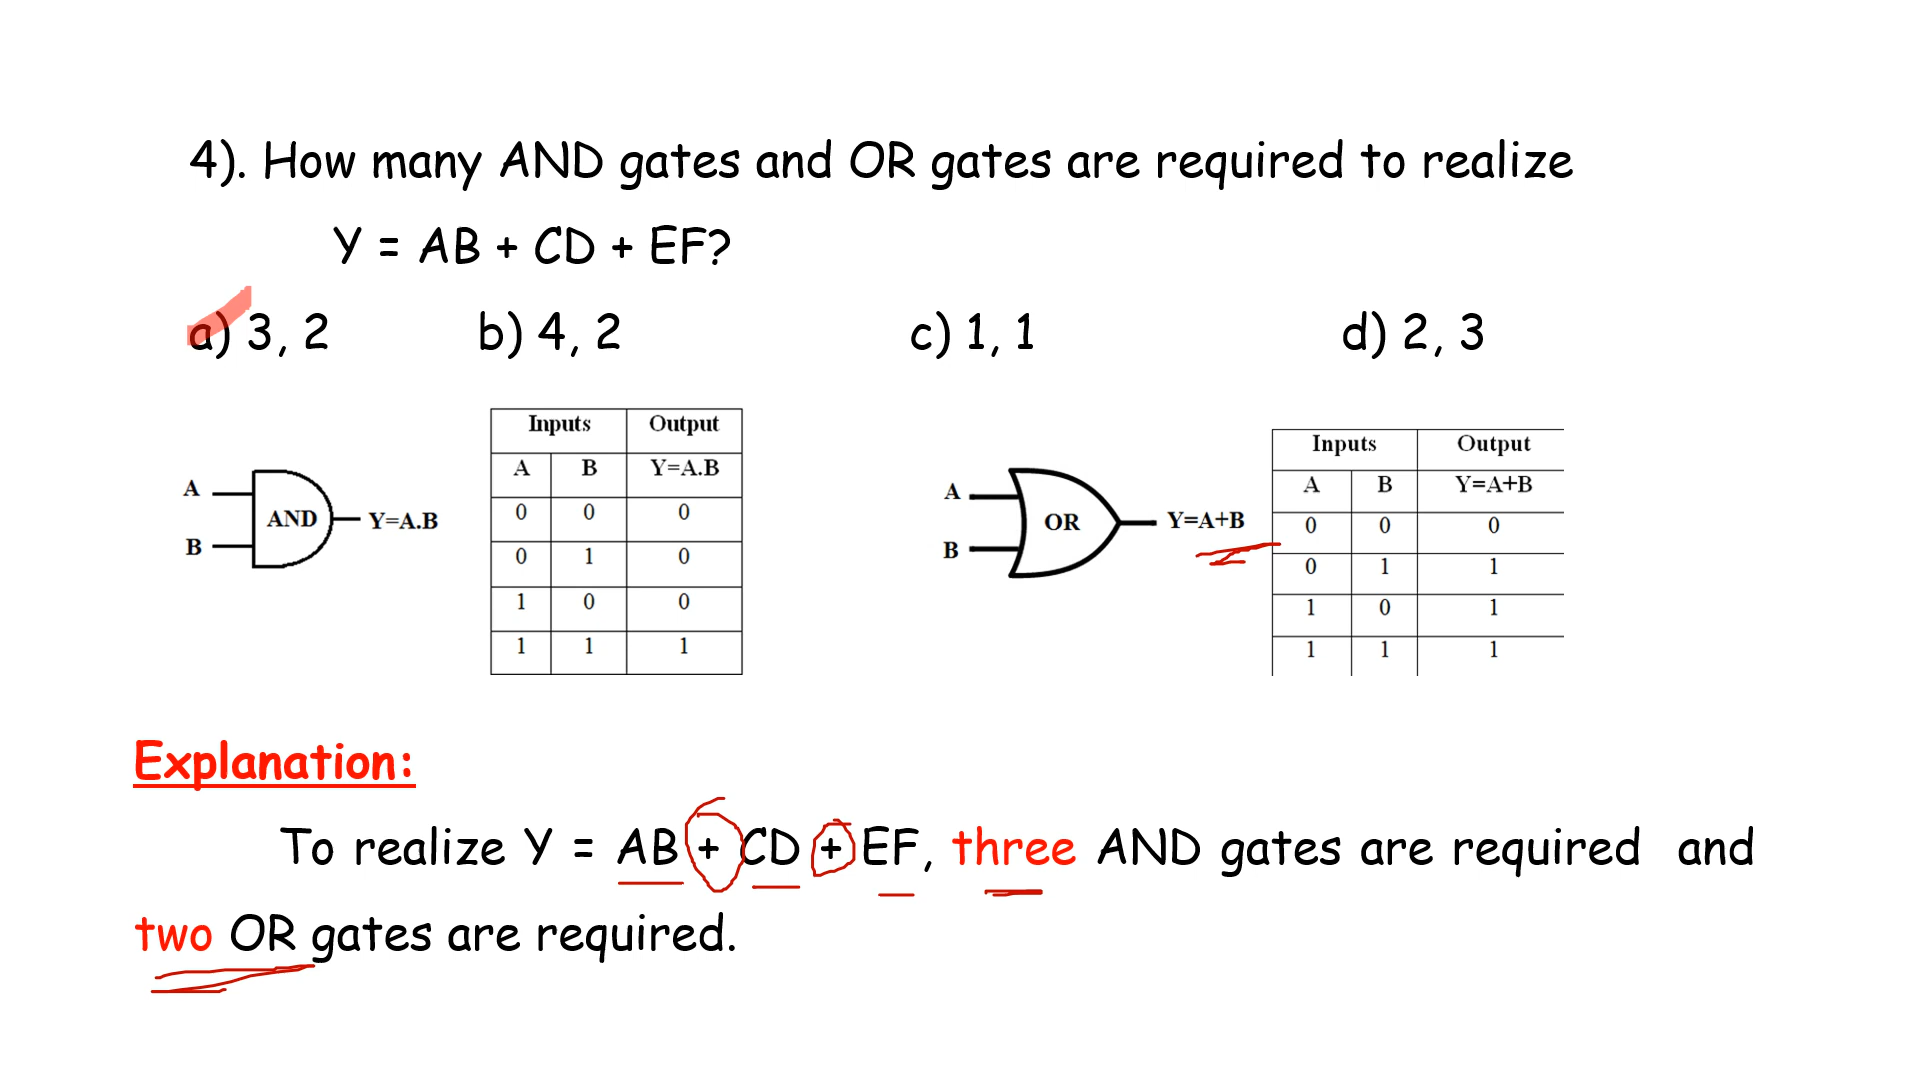 4). How many AND gates and OR gates are required to realize
Y = AB + CD + EF?
a) 3, 2 b) 4, 2 c) 1, 1 d) 2, 3
A
B
AND
Y=A.B
Inputs Output
A B Y=A.B
0 0 0
0 1 0
1 0 0
1 1 1
A
B
OR
Y=A+B
Inputs Output
A B Y=A+B
0 0 0
0 1 1
1 0 1
1 1 1
Explanation:
To realize Y = AB + CD + EF, three AND gates are required and
two OR gates are required.